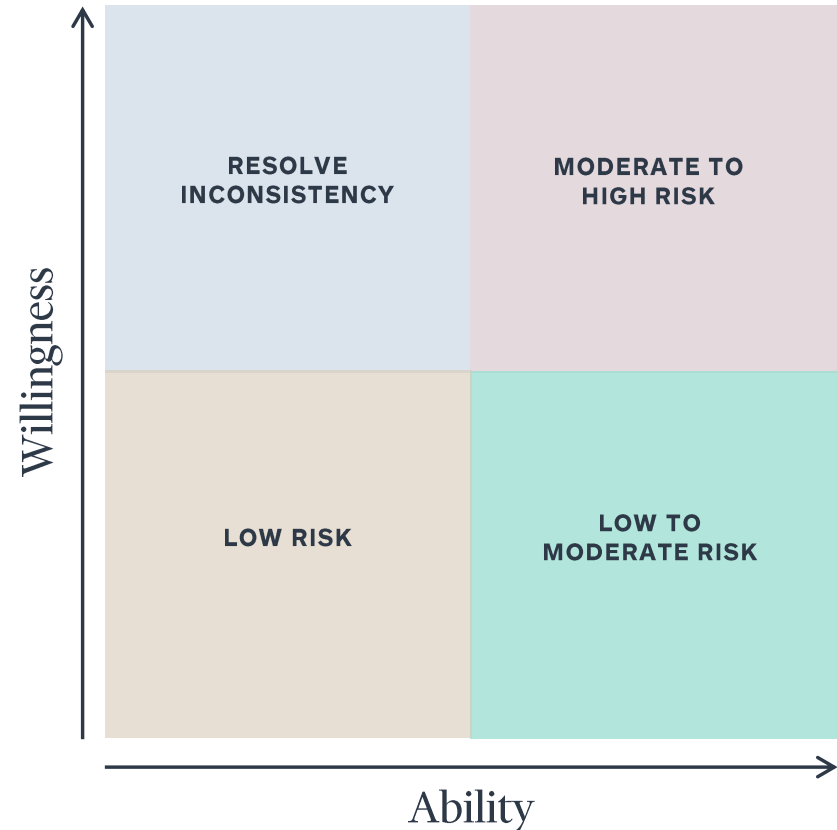 RESOLVE
INCONSISTENCY
MODERATE TO
HIGH RISK
Willingness
LOW RISK
LOW TO
MODERATE RISK
Ability